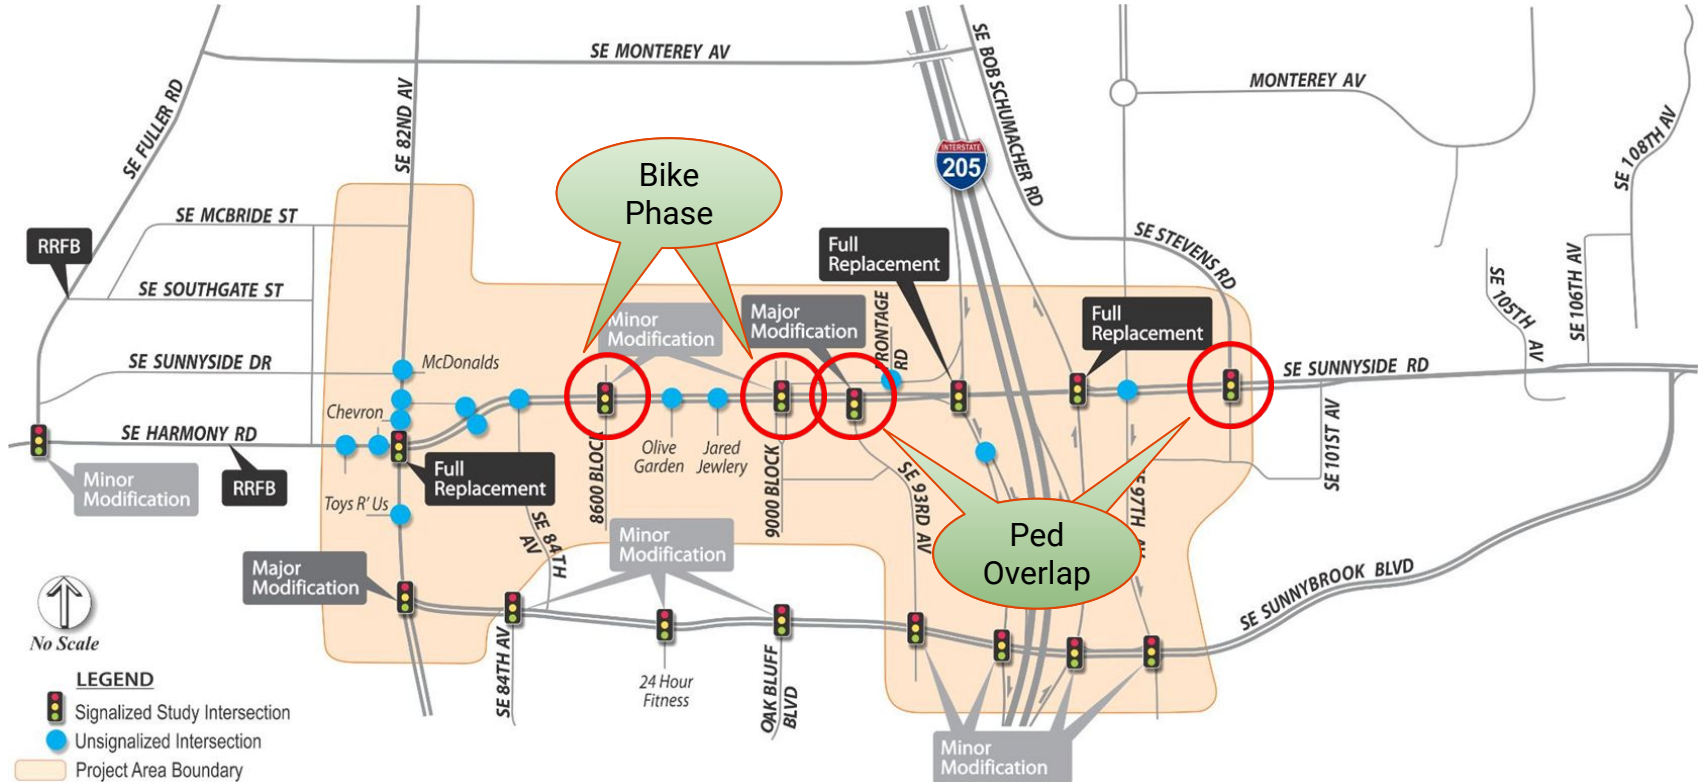 SE MONTEREY AV
SE FULLER RD
SE 82ND AV
SE BOB SCHUMACHER RD
MONTEREY AV
SE 108TH AV
INTERSTATE
205
Bike
Phase
SE MCBRIDE ST
RRFB
SE SOUTHGATE ST
Full
Replacement
SE STEVENS RD
SE 105TH
AV
SE 106TH AV
Minor
Modification
Major
Modification
FRONTAGE
RD
Full
Replacement
SE SUNNYSIDE DR
McDonalds
SE SUNNYSIDE RD
Chevron
SE HARMONY RD
8600 BLOCK
Olive
Garden
Jared
Jewlery
9000 BLOCK
SE 93RD AV
SE 101ST AV
Minor
Modification
RRFB
Full
Replacement
Toys R' Us
SE 84TH
AV
Minor
Modification
Ped
Overlap
E 97TH
Major
Modification
SE SUNNYBROOK BLVD
No Scale
SE 84TH AV
24 Hour
Fitness
OAK BLUFF
BLVD
Minor
Modification
LEGEND
Signalized Study Intersection
Unsignalized Intersection
Project Area Boundary